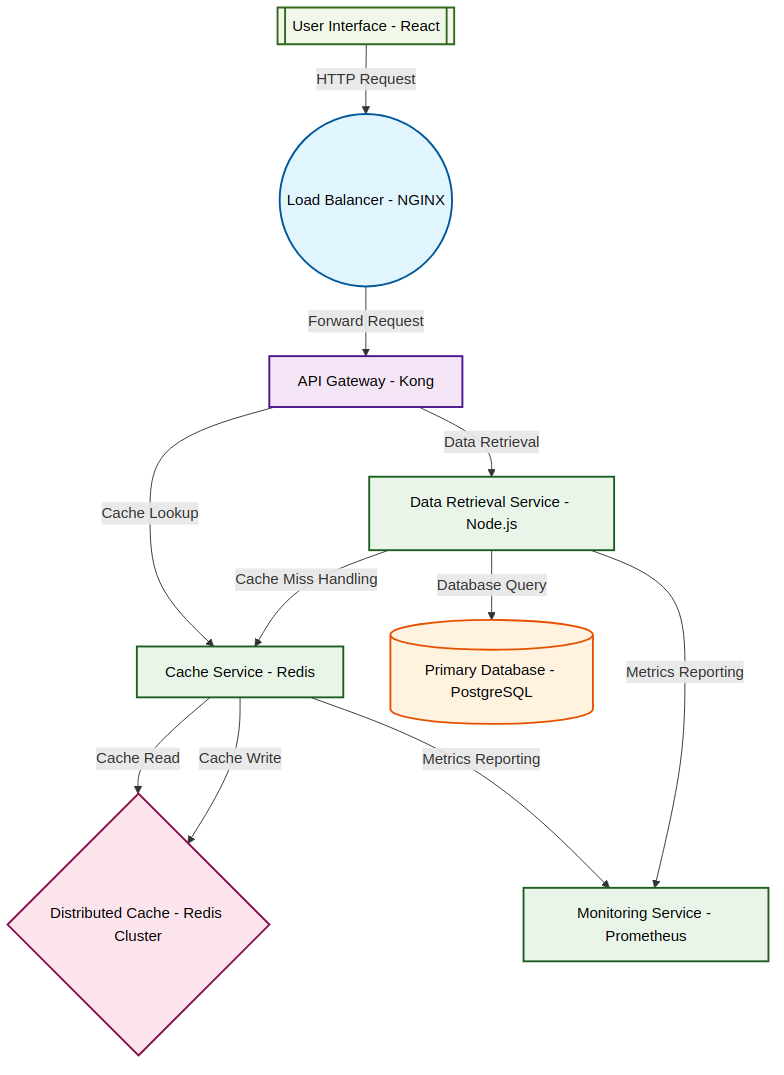 User Interface - React
HTTP Request
Load Balancer - NGINX
Forward Request
API Gateway - Kong
Data Retrieval
Cache Lookup
Data Retrieval Service -
Node.js
Cache Miss Handling
Database Query
Metrics Reporting
Cache Service - Redis
Primary Database -
PostgreSQL
Cache Read
Cache Write
Metrics Reporting
Distributed Cache - Redis
Cluster
Monitoring Service -
Prometheus